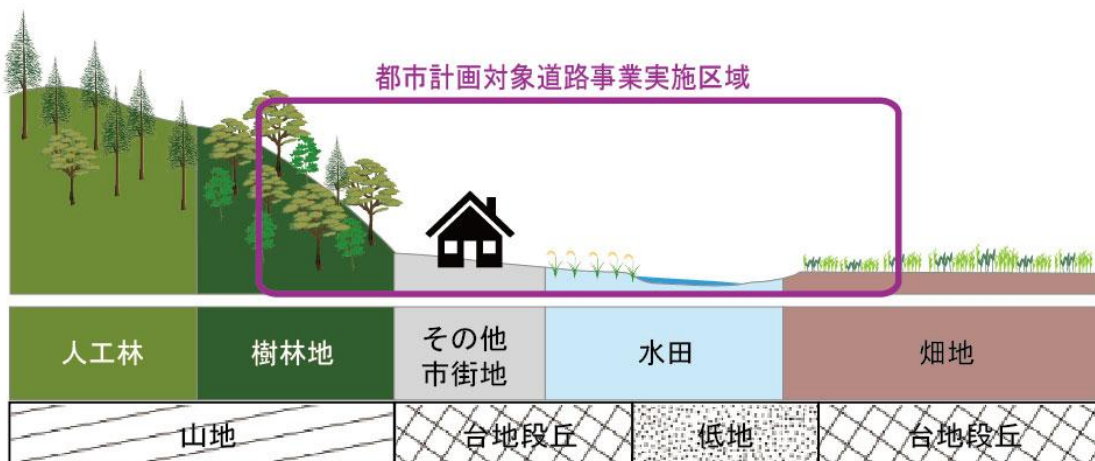 都市計画対象道路事業実施区域
人工林
樹林地
その他
市街地
水田
畑地
山地
台地段丘
低地
台地段丘